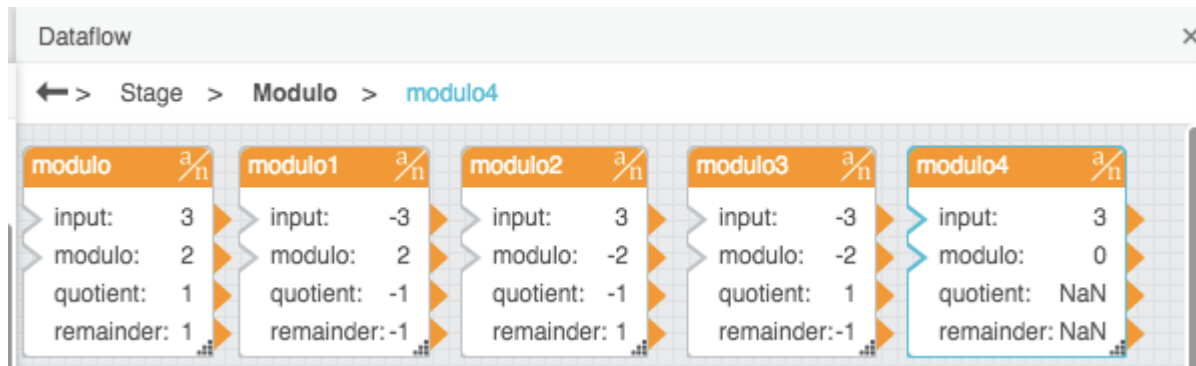 Dataflow ×
← > Stage > Modulo > modulo4
modulo a/n modulo1 a/n modulo2 a/n modulo3 a/n modulo4 a/n
input: 3 input: -3 input: 3 input: -3 input: 3
modulo: 2 modulo: 2 modulo: -2 modulo: -2 modulo: 0
quotient: 1 quotient: -1 quotient: -1 quotient: 1 quotient: NaN
remainder: 1 remainder: -1 remainder: 1 remainder: -1 remainder: NaN